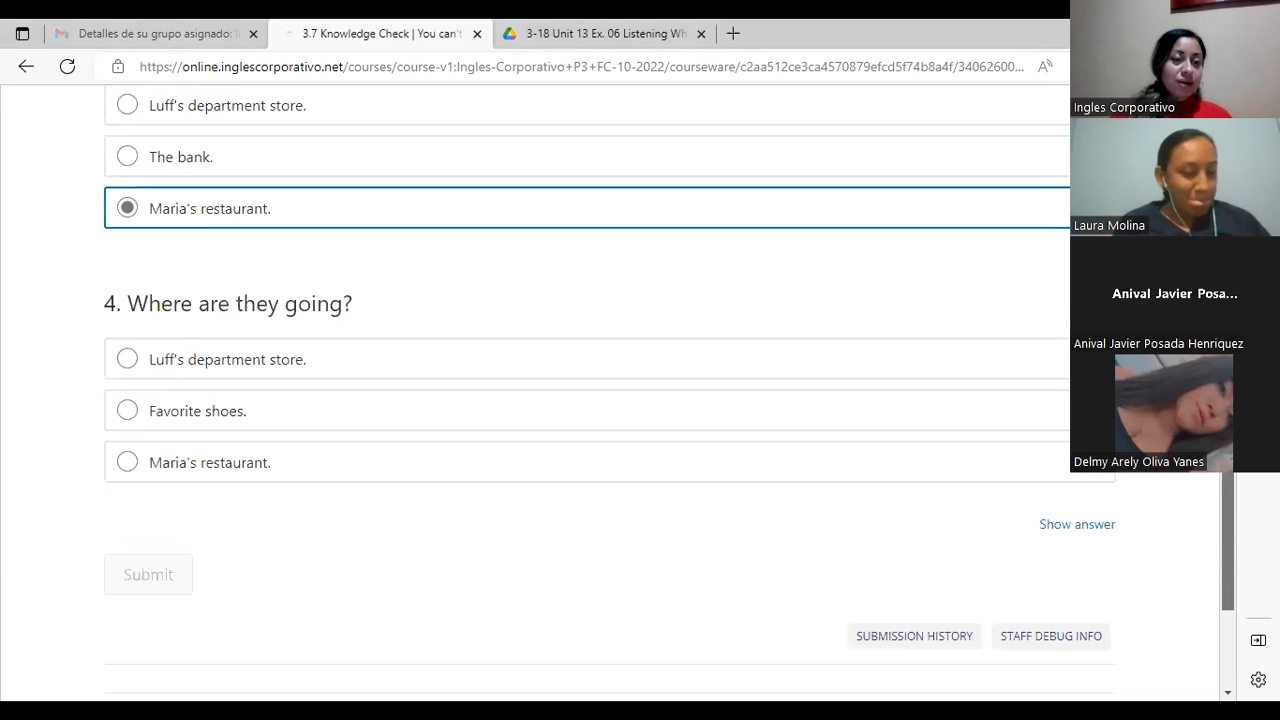 Detalles de su grupo asignado: I
3.7 Knowledge Check | You can't
3-18 Unit 13 Ex. 06 Listening Wh
https://online.inglescorporativo.net/courses/course-v1:Ingles-Corporativo+P3+FC-10-2022/courseware/c2aa512ce3ca4570879efcd5f74b8a4f/34062600...
Luff's department store.
The bank.
Maria's restaurant.
4. Where are they going?
Luff's department store.
Favorite shoes.
Maria's restaurant.
Show answer
Submit
SUBMISSION HISTORY
STAFF DEBUG INFO
Ingles Corporativo
Laura Molina
Anival Javier Posa...
Anival Javier Posada Henriquez
Delmy Arely Oliva Yanes